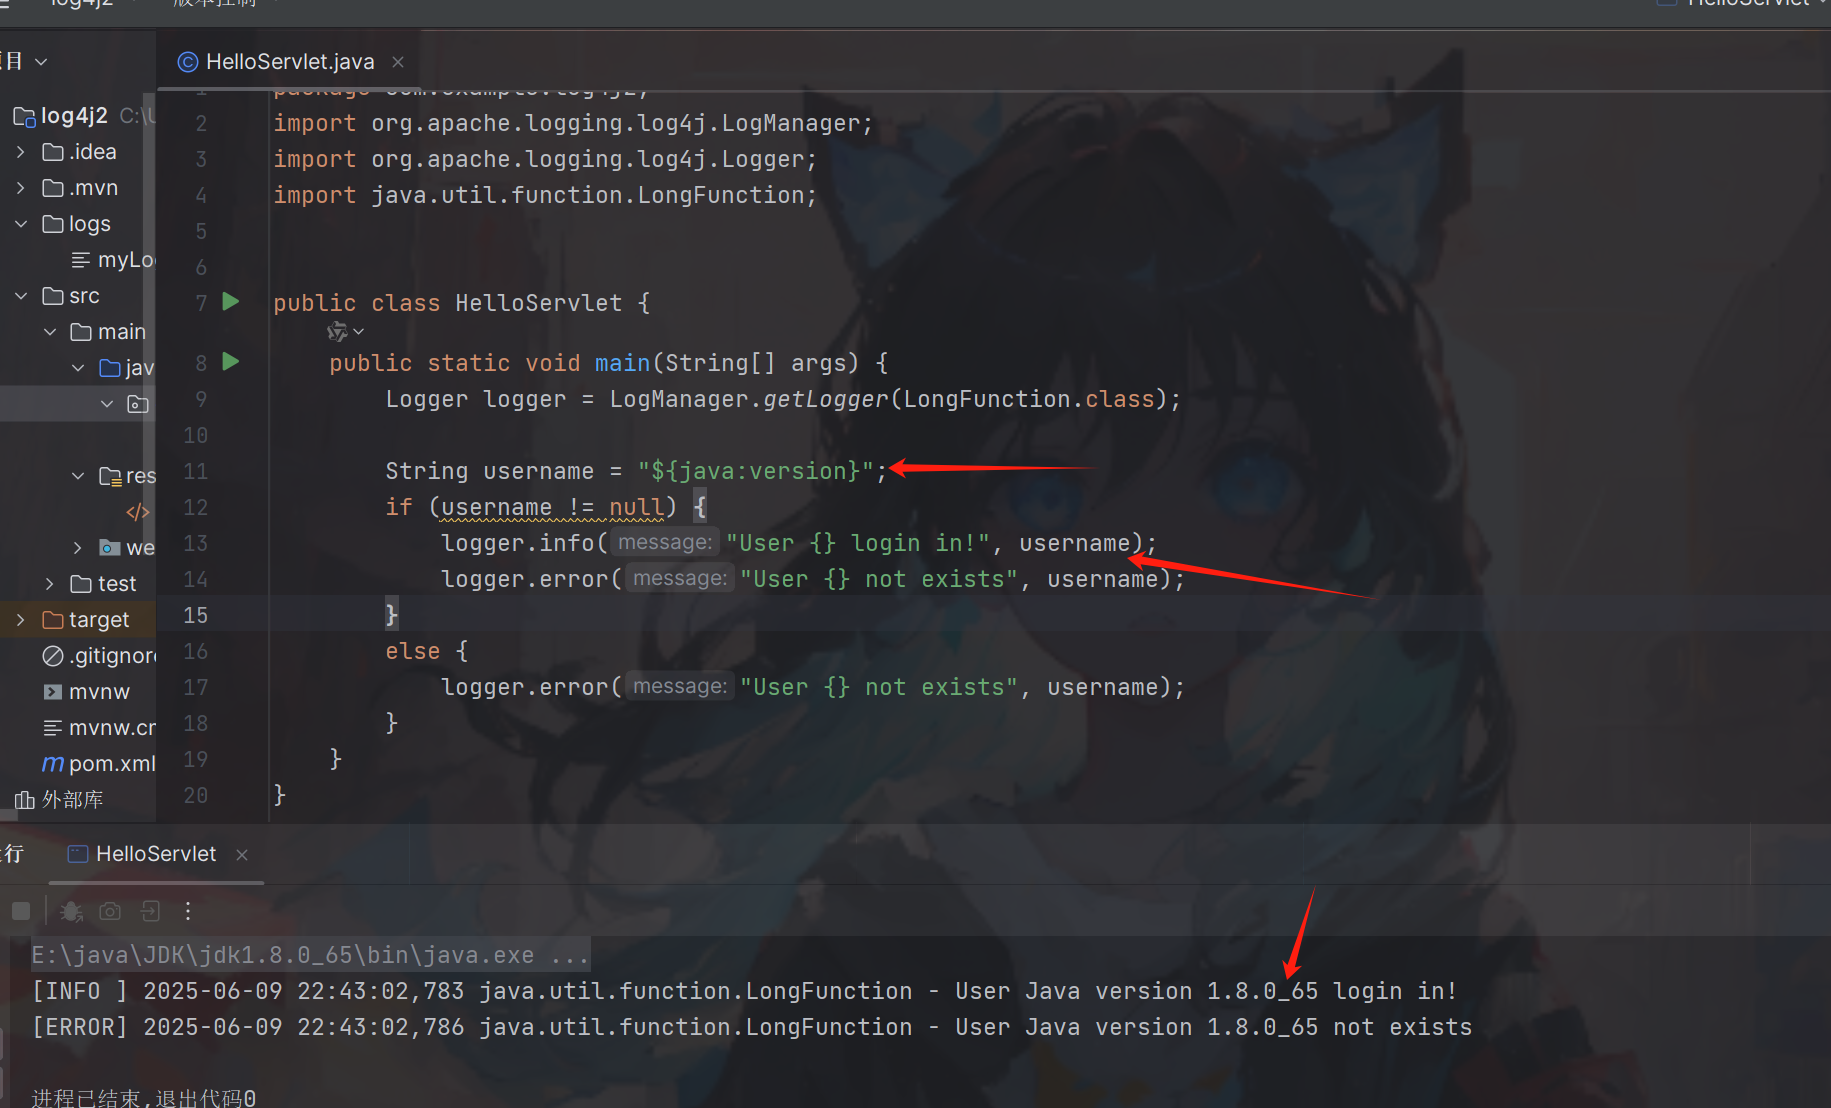 log4j2 版本控制 HelloServlet
项目
HelloServlet.java
log4j2 C:\U
.idea
.mvn
logs
myLo
src
main
jav
res
</>
we
test
target
.gitignor
mvnw
mvnw.cr
pom.xml
外部库
1 package com.example.log4j2;
2 import org.apache.logging.log4j.LogManager;
3 import org.apache.logging.log4j.Logger;
4 import java.util.function.LongFunction;
5
6
7 public class HelloServlet {
8 public static void main(String[] args) {
9 Logger logger = LogManager.getLogger(LongFunction.class);
10
11 String username = "${java:version}";
12 if (username != null) {
13 logger.info( message: "User {} login in!", username);
14 logger.error( message: "User {} not exists", username);
15 }
16 else {
17 logger.error( message: "User {} not exists", username);
18 }
19 }
20 }
行 HelloServlet
E:\java\JDK\jdk1.8.0_65\bin\java.exe ...
[INFO ] 2025-06-09 22:43:02,783 java.util.function.LongFunction - User Java version 1.8.0_65 login in!
[ERROR] 2025-06-09 22:43:02,786 java.util.function.LongFunction - User Java version 1.8.0_65 not exists
进程已结束,退出代码0